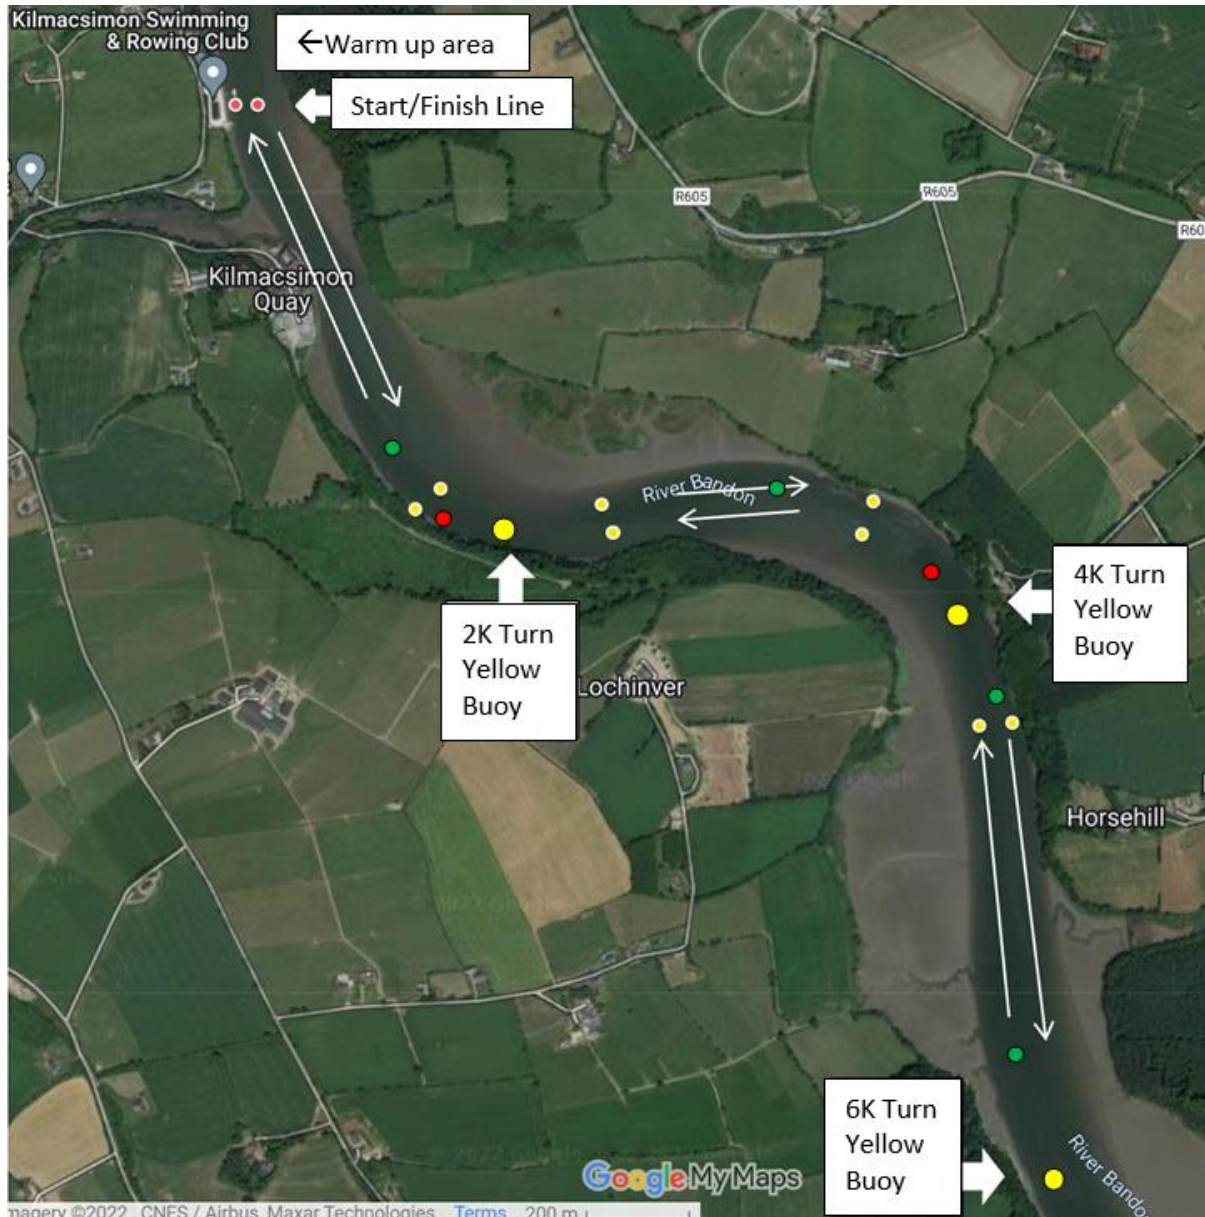 Kilmacsimon Swimming
& Rowing Club
←Warm up area
Start/Finish Line
R605
R605
R60
Kilmacsimon
Quay
River Bandon
2K Turn
Yellow
Buoy
4K Turn
Yellow
Buoy
Lochinver
Horsehill
6K Turn
Yellow
Buoy
River Bando
Google My Maps
magery ©2022 , CNES / Airbus, Maxar Technologies
Terms
200 m